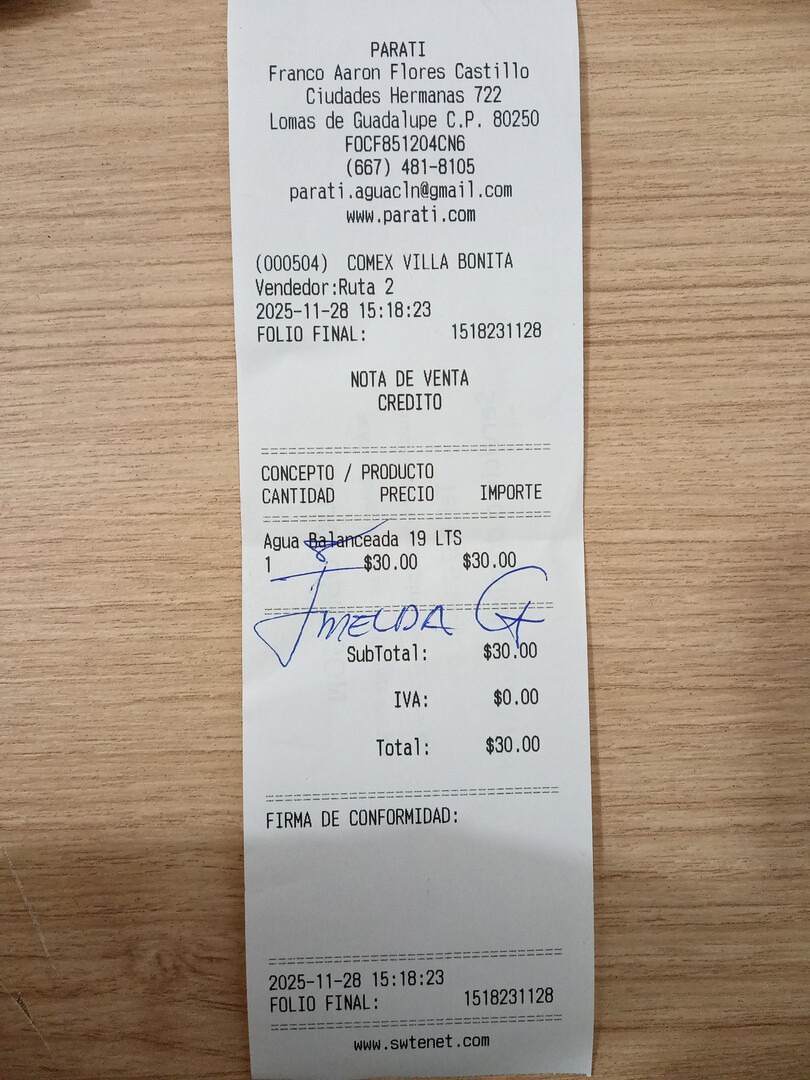 PARATI
Franco Aaron Flores Castillo
Ciudades Hermanas 722
Lomas de Guadalupe C.P. 80250
FOCF851204CN6
(667) 481-8105
parati.aguacln@gmail.com
www.parati.com
(000504) COMEX VILLA BONITA
Vendedor:Ruta 2
2025-11-28 15:18:23
FOLIO FINAL: 1518231128
NOTA DE VENTA
CREDITO
CONCEPTO / PRODUCTO
CANTIDAD PRECIO IMPORTE
Agua Balanceada 19 LTS
1 $30.00 $30.00
IMELDA G
SubTotal: $30.00
IVA: $0.00
Total: $30.00
FIRMA DE CONFORMIDAD:
2025-11-28 15:18:23
FOLIO FINAL: 1518231128
www.swtenet.com